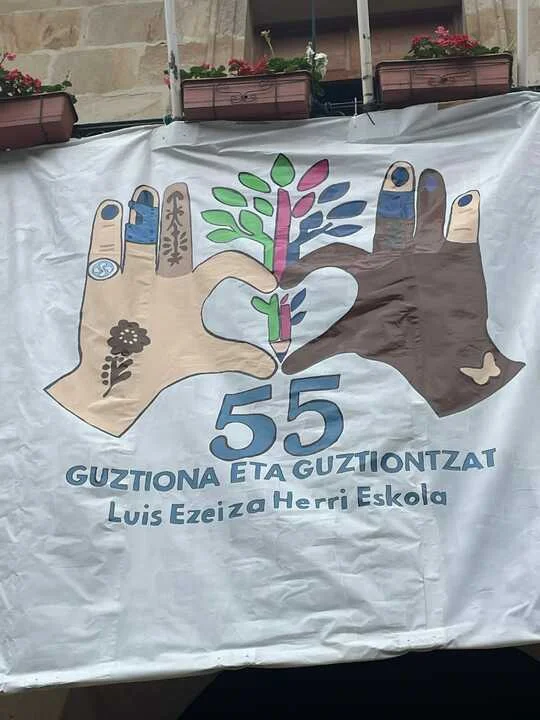 55
GUZTIONA ETA GUZTIONTZAT
Luis Ezeiza Herri Eskola